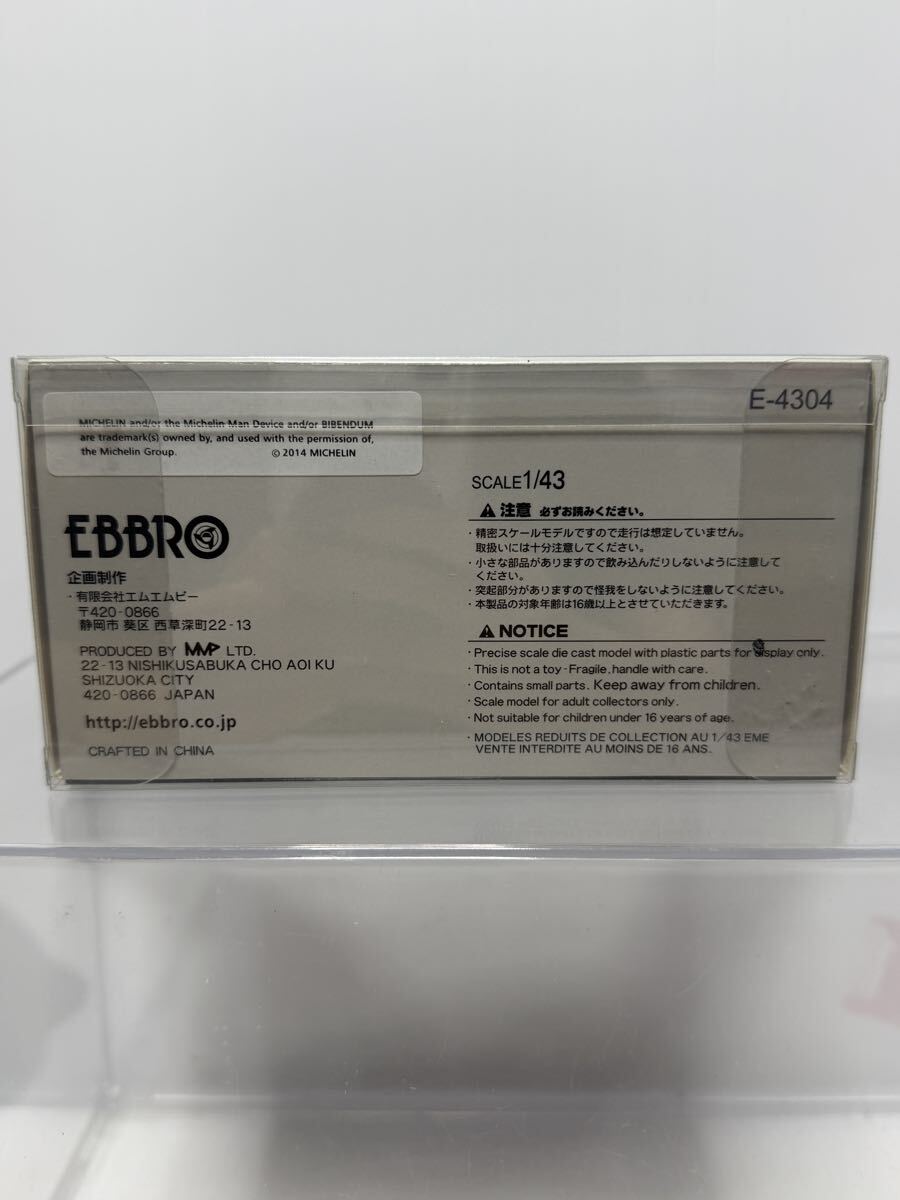 MICHELIN and/or the Michelin Man Device and/or BIBENDUM
are trademark(s) owned by, and used with the permission of,
the Michelin Group. © 2014 MICHELIN
E-4304
EBBRO
企画制作
・有限会社エムエムピー
〒420-0866
静岡市 葵区 西草深町22-13
PRODUCED BY MMP LTD.
22-13 NISHIKUSABUKA CHO AOI KU
SHIZUOKA CITY
420-0866 JAPAN
http://ebbro.co.jp
CRAFTED IN CHINA
SCALE1/43
注意 必ずお読みください。
・精密スケールモデルですので走行は想定していません。
取扱いには十分注意してください。
・小さな部品がありますので飲み込んだりしないように注意して
ください。
・突起部分がありますので怪我をしないように注意してください。
・本製品の対象年齢は16歳以上とさせていただきます。
NOTICE
・Precise scale die cast model with plastic parts for display only.
・This is not a toy-Fragile, handle with care.
・Contains small parts. Keep away from children.
・Scale model for adult collectors only.
・Not suitable for children under 16 years of age.
・MODELES REDUITS DE COLLECTION AU 1/43 EME
VENTE INTERDITE AU MOINS DE 16 ANS.